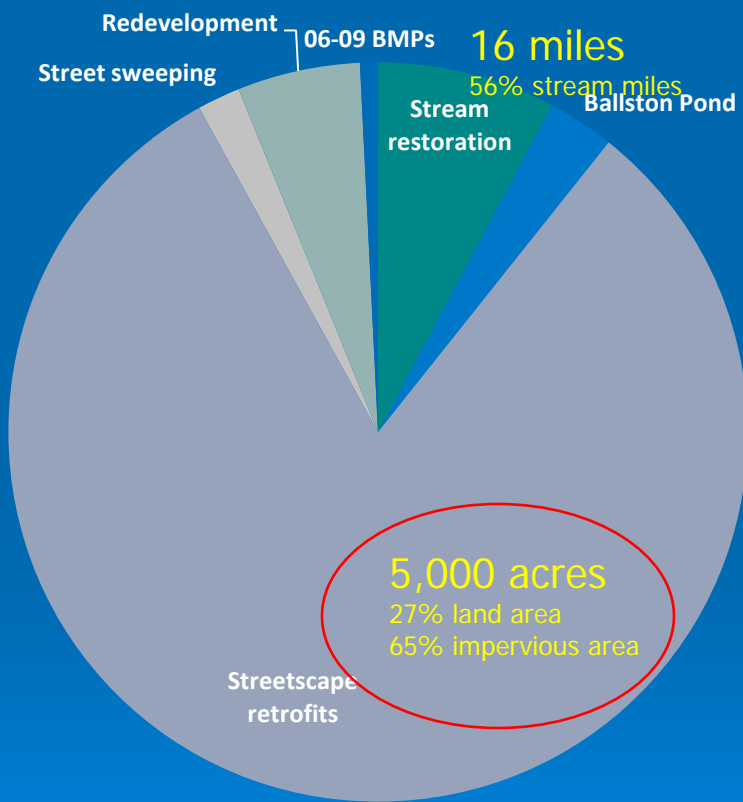 Redevelopment
06-09 BMPs
16 miles
56% stream miles
Street sweeping
Ballston Pond
Stream
restoration
5,000 acres
27% land area
65% impervious area
Streetscape
retrofits